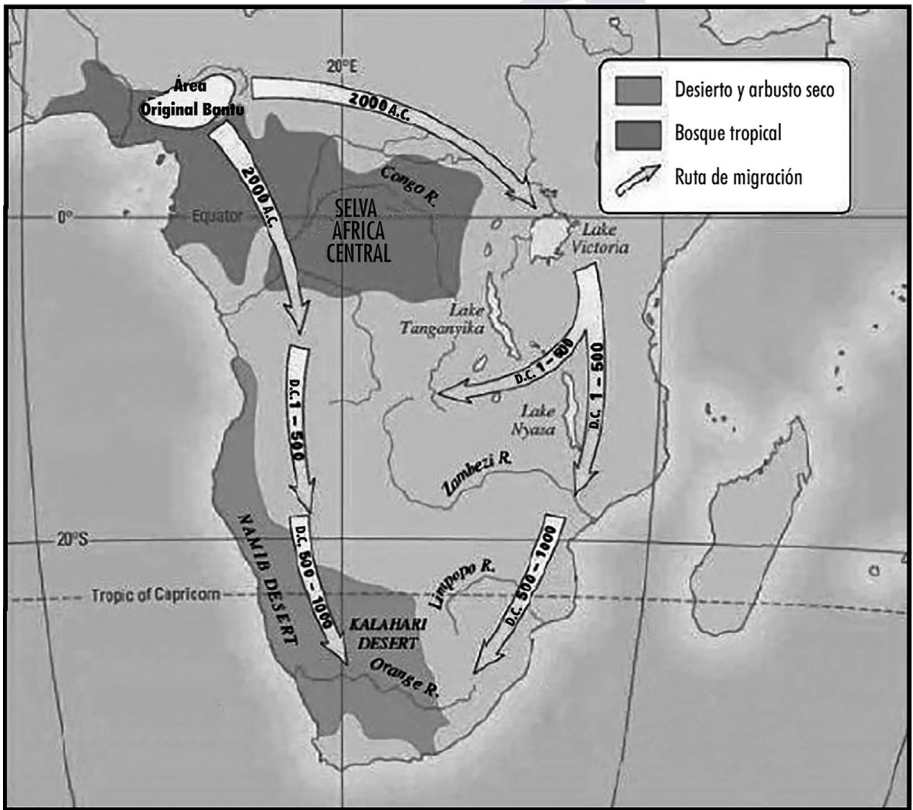 Área
Original Bantu
20°E
2000 A.C.
Desierto y arbusto seco
Bosque tropical
Ruta de migración
2000 A.C.
Congo R.
SELVA
ÁFRICA
CENTRAL
0°
Equator
Lake
Victoria
Lake
Tanganyika
D.C. 1 – 500
D.C. 1 – 500
D.C. 1 – 500
Lake
Nyasa
Zambezi R.
20°S
NAMIB DESERT
D.C. 500 – 1000
D.C. 500 – 1000
Limpopo R.
Tropic of Capricorn
KALAHARI
DESERT
Orange R.